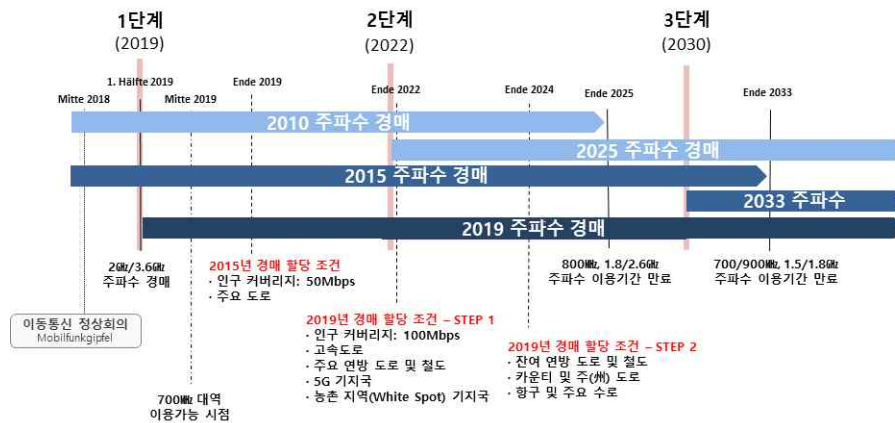 1단계
(2019)
2단계
(2022)
3단계
(2030)
1. Hälfte 2019
Mitte 2018
Mitte 2019
Ende 2019
Ende 2022
Ende 2024
Ende 2025
Ende 2033
2010 주파수 경매
2025 주파수 경매
2015 주파수 경매
2033 주파수
2019 주파수 경매
2㎓/3.6㎓
주파수 경매
2015년 경매 할당 조건
· 인구 커버리지: 50Mbps
· 주요 도로
800㎒, 1.8/2.6㎓
주파수 이용기간 만료
700/900㎒, 1.5/1.8㎓
주파수 이용기간 만료
이동통신 정상회의
Mobilfunkgipfel
2019년 경매 할당 조건 – STEP 1
· 인구 커버리지: 100Mbps
· 고속도로
· 주요 연방 도로 및 철도
· 5G 기지국
· 농촌 지역(White Spot) 기지국
2019년 경매 할당 조건 – STEP 2
· 잔여 연방 도로 및 철도
· 카운티 및 주(州) 도로
· 항구 및 주요 수로
700㎒ 대역
이용가능 시점